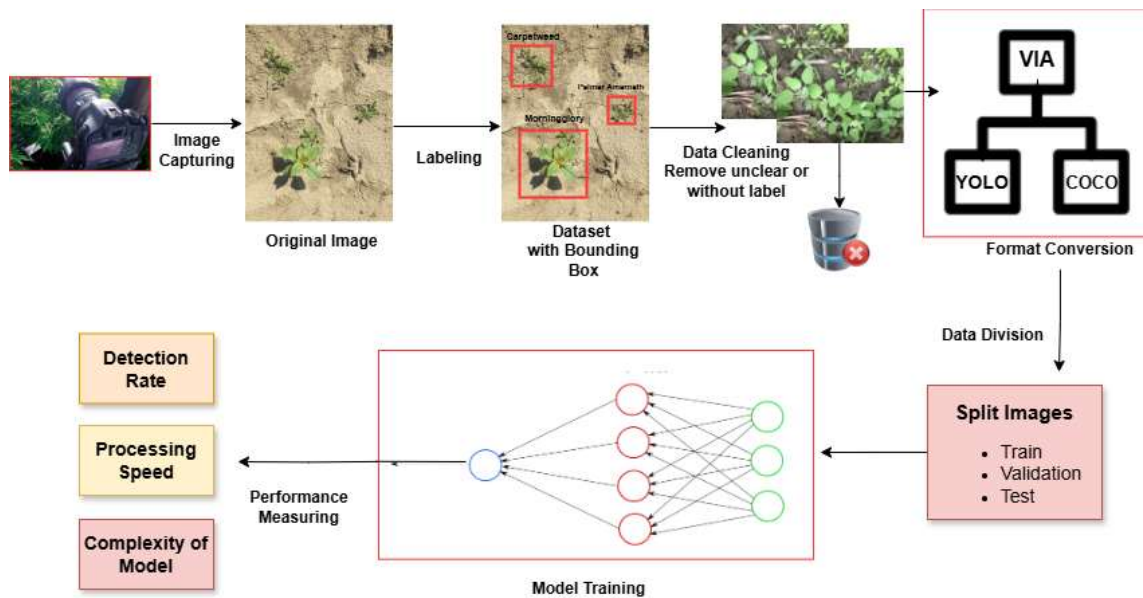 Image
Capturing
Original Image
Labeling
Carpetweed
Palmer Amarnath
Morningglory
Dataset
with Bounding
Box
Data Cleaning
Remove unclear or
without label
VIA
YOLO
COCO
Format Conversion
Data Division
Split Images
• Train
• Validation
• Test
Model Training
Performance
Measuring
Detection
Rate
Processing
Speed
Complexity of
Model